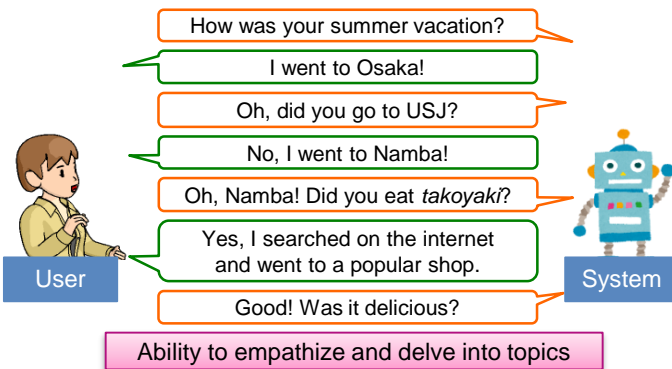 How was your summer vacation?
I went to Osaka!
Oh, did you go to USJ?
No, I went to Namba!
Oh, Namba! Did you eat takoyaki?
Yes, I searched on the internet
and went to a popular shop.
Good! Was it delicious?
User
System
Ability to empathize and delve into topics